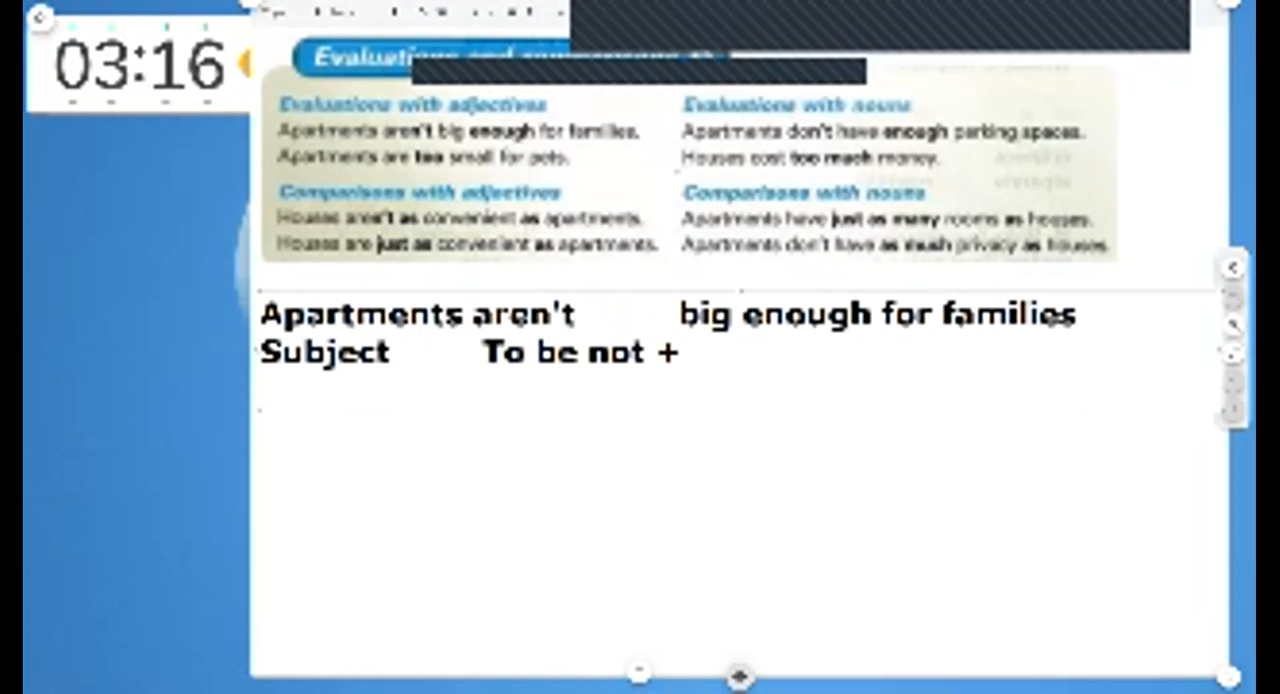 03:16
Evaluations and comparisons
Evaluations with adjectives
Apartments aren't big enough for families.
Apartments are too small for pets.
Evaluations with nouns
Apartments don't have enough parking spaces.
Houses cost too much money.
Comparisons with adjectives
Houses aren't as convenient as apartments.
Houses are just as convenient as apartments.
Comparisons with nouns
Apartments have just as many rooms as houses.
Apartments don't have as much privacy as houses.
Apartments aren't big enough for families
Subject To be not +